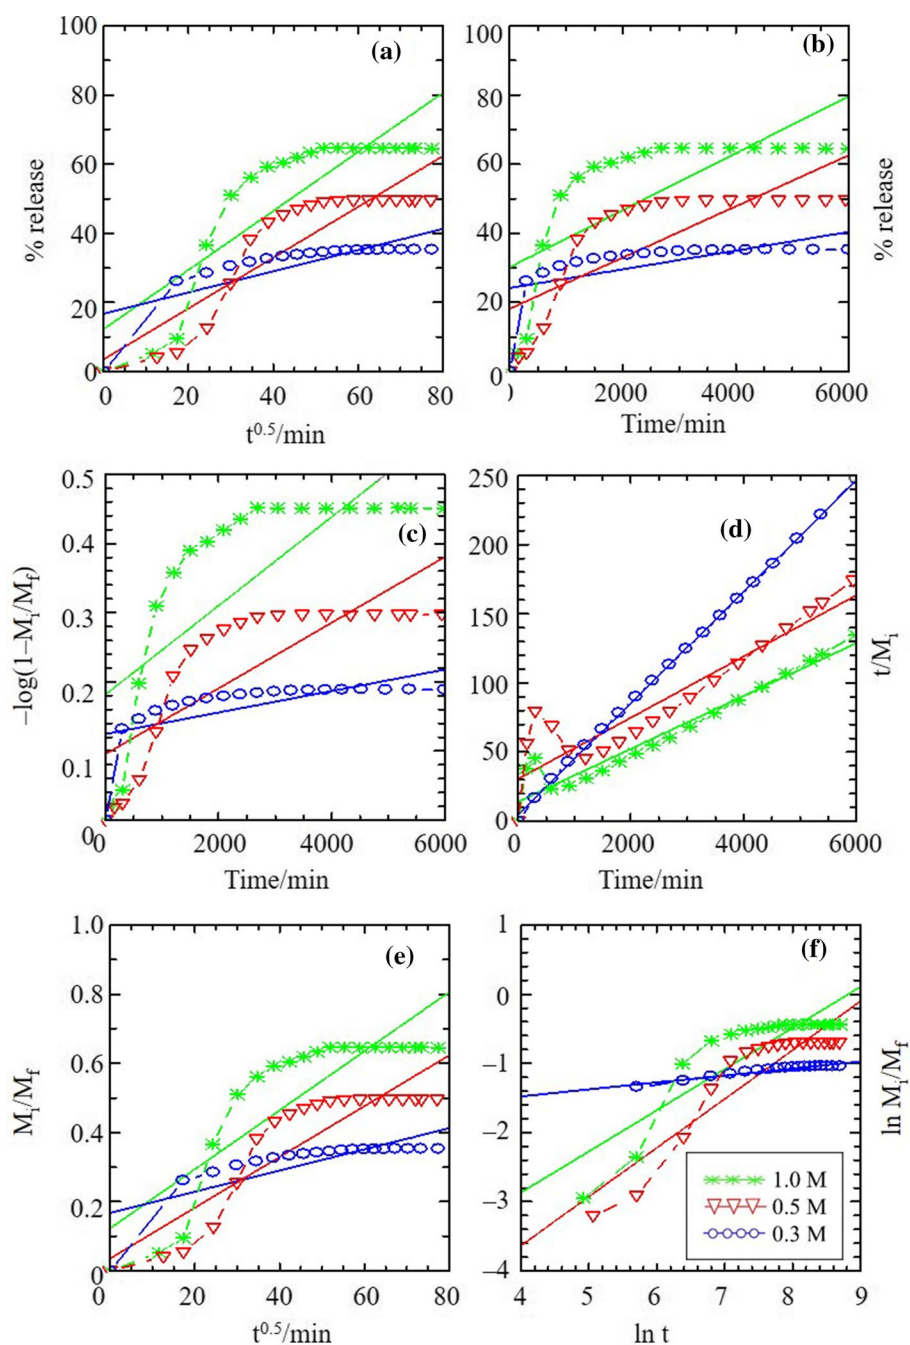 (a)
% release
100
80
60
40
20
0
0 20 40 60 80
t^0.5/min
(b)
% release
100
80
60
40
20
0
2000 4000 6000
Time/min
(c)
–log(1–Mi/Mf)
0.5
0.4
0.3
0.2
0.1
0
0 2000 4000 6000
Time/min
(d)
t/Mi
250
200
150
100
50
0
0 2000 4000 6000
Time/min
(e)
Mi/Mf
1.0
0.8
0.6
0.4
0.2
0
0 20 40 60 80
t^0.5/min
(f)
ln Mi/Mf
1
0
–1
–2
–3
–4
4 5 6 7 8 9
ln t
1.0 M
0.5 M
0.3 M